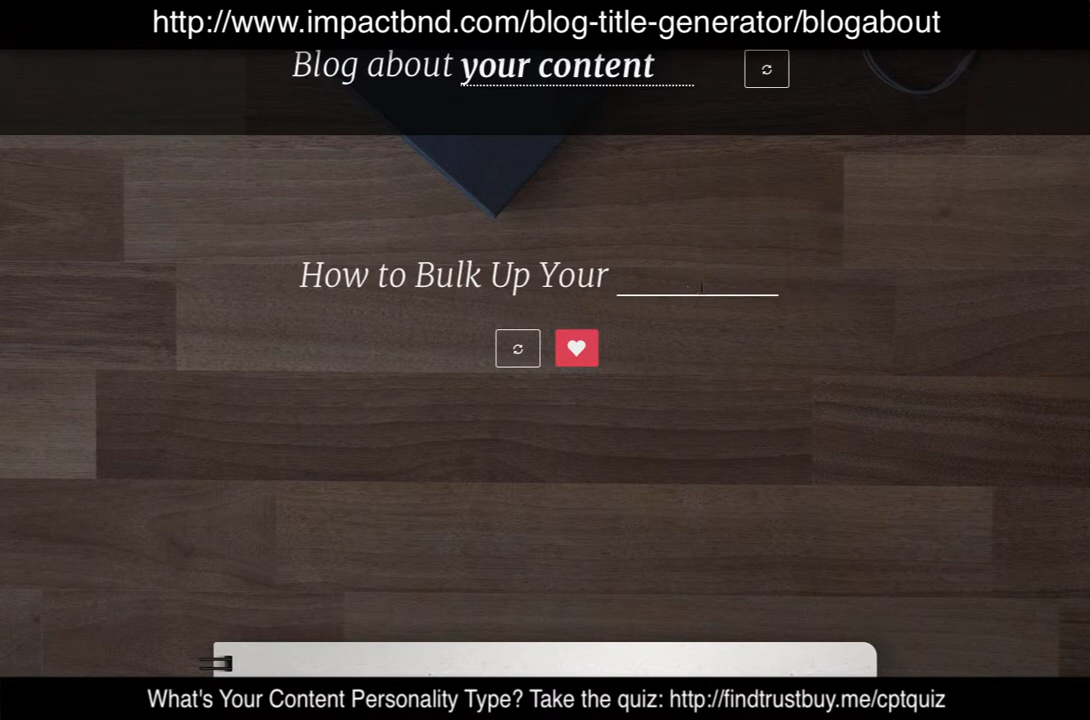 http://www.impactbnd.com/blog-title-generator/blogabout
Blog about your content
How to Bulk Up Your
What's Your Content Personality Type? Take the quiz: http://findtrustbuy.me/cptquiz